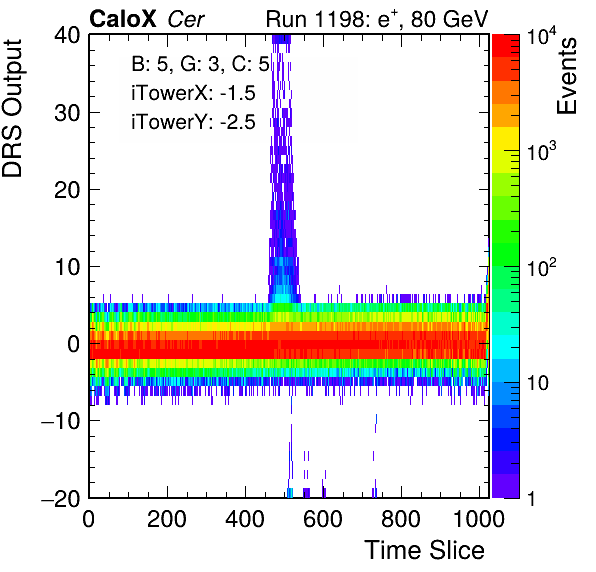 CaloX Cer Run 1198: e⁺, 80 GeV
B: 5, G: 3, C: 5
iTowerX: -1.5
iTowerY: -2.5
DRS Output
40
30
20
10
0
−10
−20
0 200 400 600 800 1000
Time Slice
Events
10⁴
10³
10²
10
1